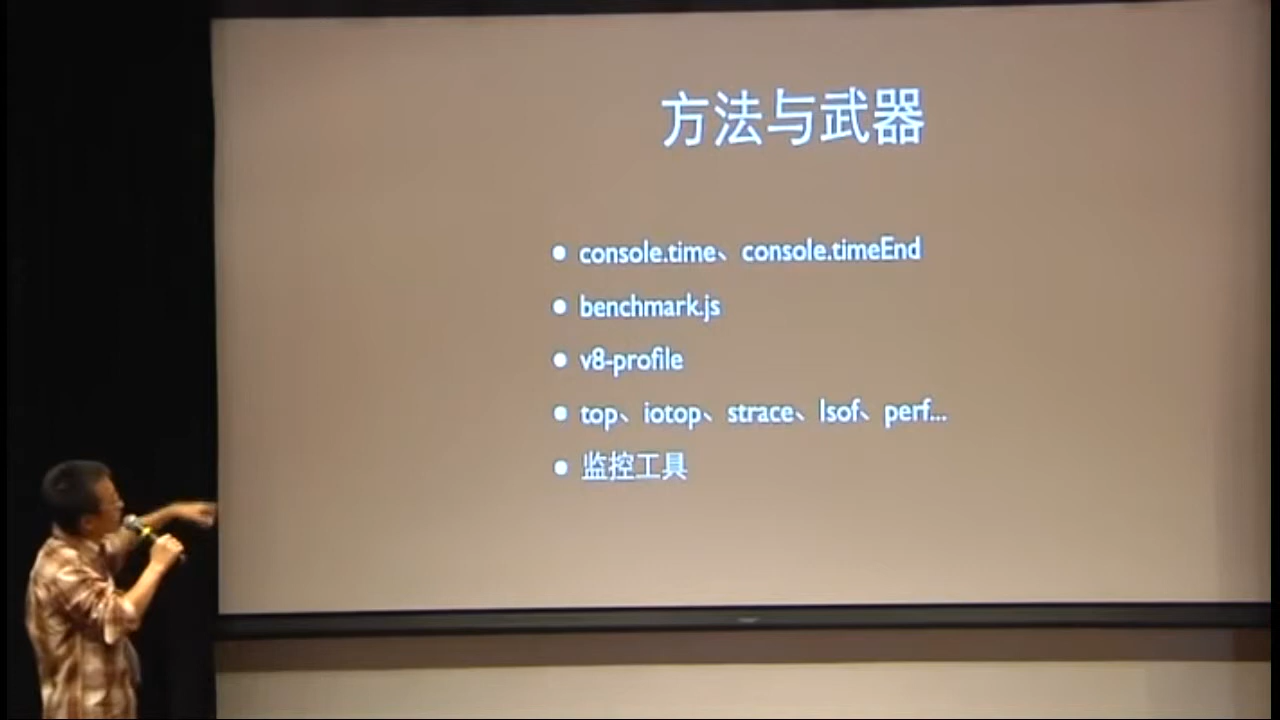 方法与武器
console.time、console.timeEnd
benchmark.js
v8-profile
top、iotop、strace、lsof、perf...
监控工具